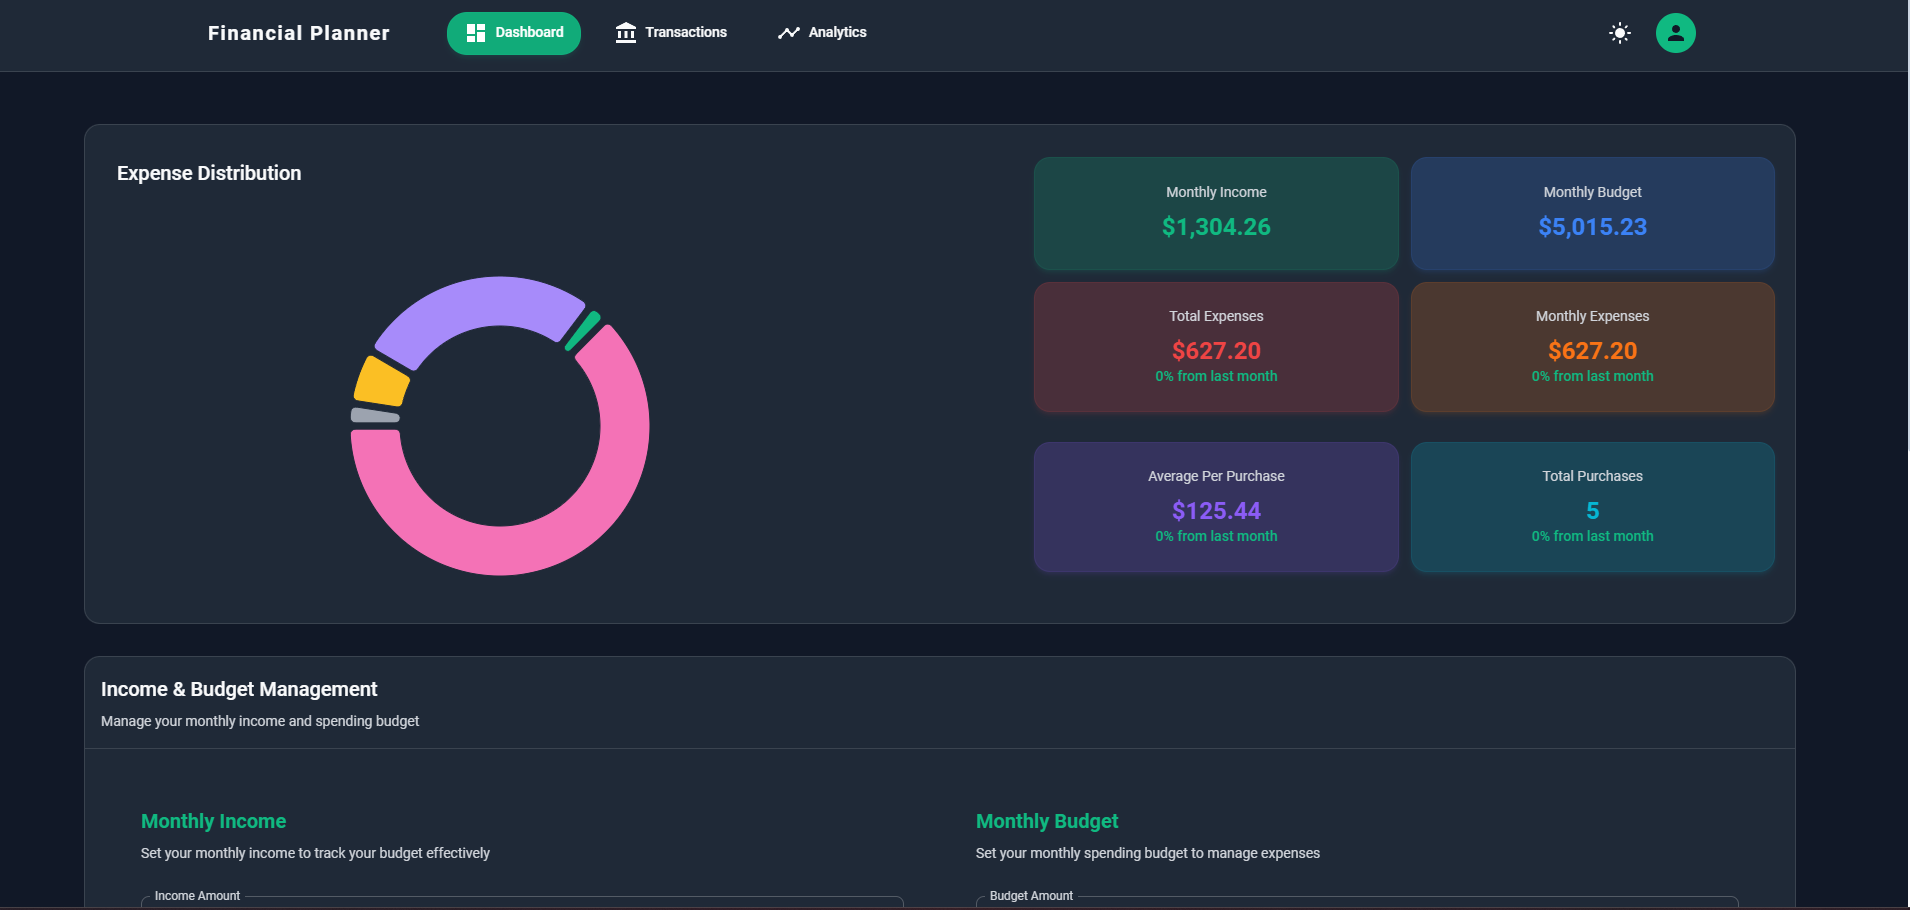 Financial Planner
Dashboard
Transactions
Analytics
Expense Distribution
Monthly Income
$1,304.26
Monthly Budget
$5,015.23
Total Expenses
$627.20
0% from last month
Monthly Expenses
$627.20
0% from last month
Average Per Purchase
$125.44
0% from last month
Total Purchases
5
0% from last month
Income & Budget Management
Manage your monthly income and spending budget
Monthly Income
Set your monthly income to track your budget effectively
Income Amount
Monthly Budget
Set your monthly spending budget to manage expenses
Budget Amount